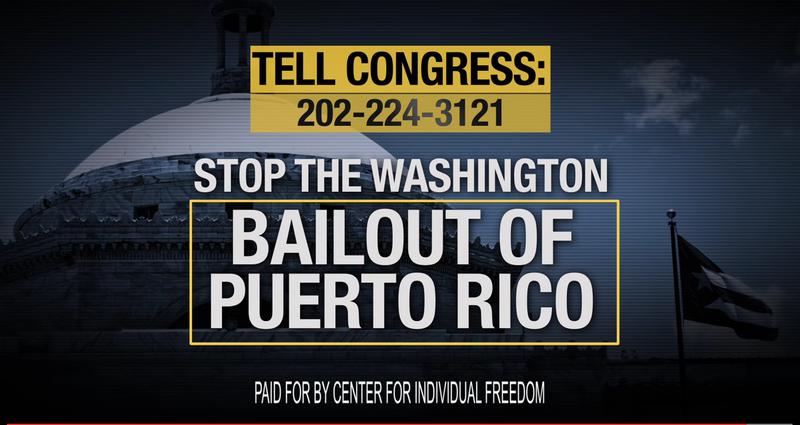 TELL CONGRESS:
202-224-3121
STOP THE WASHINGTON
BAILOUT OF
PUERTO RICO
PAID FOR BY CENTER FOR INDIVIDUAL FREEDOM